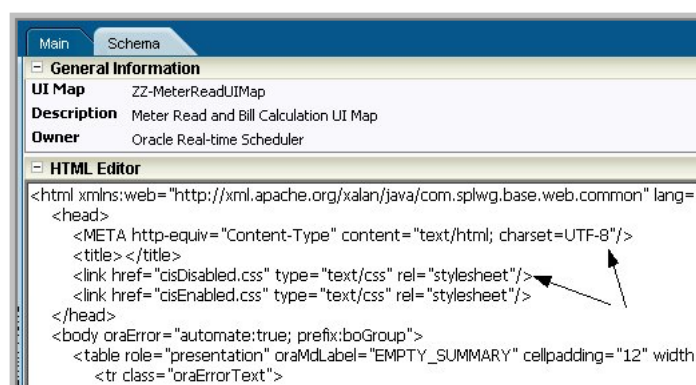 Main Schema
General Information
UI Map ZZ-MeterReadUIMap
Description Meter Read and Bill Calculation UI Map
Owner Oracle Real-time Scheduler
HTML Editor
<html xmlns:web="http://xml.apache.org/xalan/java/com.splwg.base.web.common" lang=
<head>
<META http-equiv="Content-Type" content="text/html; charset=UTF-8"/>
<title></title>
<link href="cisDisabled.css" type="text/css" rel="stylesheet"/>
<link href="cisEnabled.css" type="text/css" rel="stylesheet"/>
</head>
<body oraError="automate:true; prefix:boGroup">
<table role="presentation" oraMdLabel="EMPTY_SUMMARY" cellpadding="12" width
<tr class="oraErrorText">